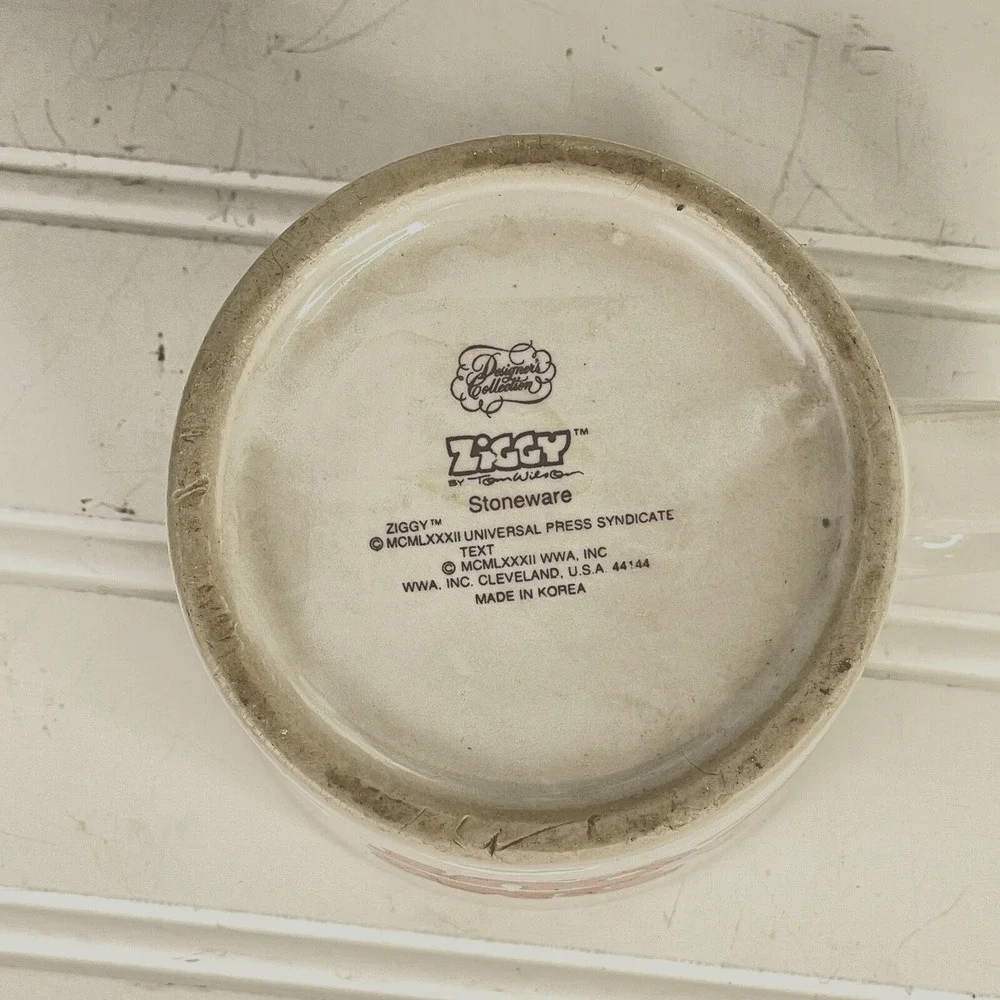 Designer's
Collection
ZiGGY™
BY Tom Wilson
Stoneware
ZIGGY™
© MCMLXXXII UNIVERSAL PRESS SYNDICATE
TEXT
© MCMLXXXII WWA, INC
WWA, INC. CLEVELAND, U.S.A. 44144
MADE IN KOREA